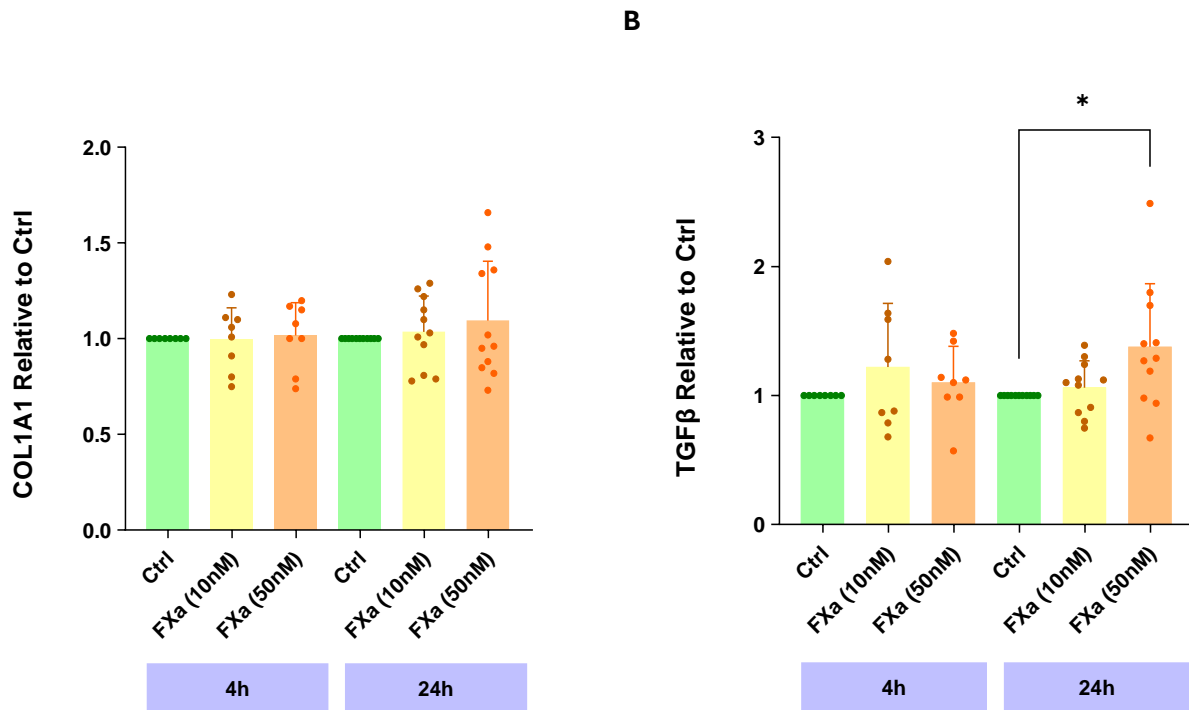 B
COL1A1 Relative to Ctrl
2.0
1.5
1.0
0.5
0.0
Ctrl
FXa (10nM)
FXa (50nM)
Ctrl
FXa (10nM)
FXa (50nM)
4h
24h
TGFβ Relative to Ctrl
3
2
1
0
*
Ctrl
FXa (10nM)
FXa (50nM)
Ctrl
FXa (10nM)
FXa (50nM)
4h
24h